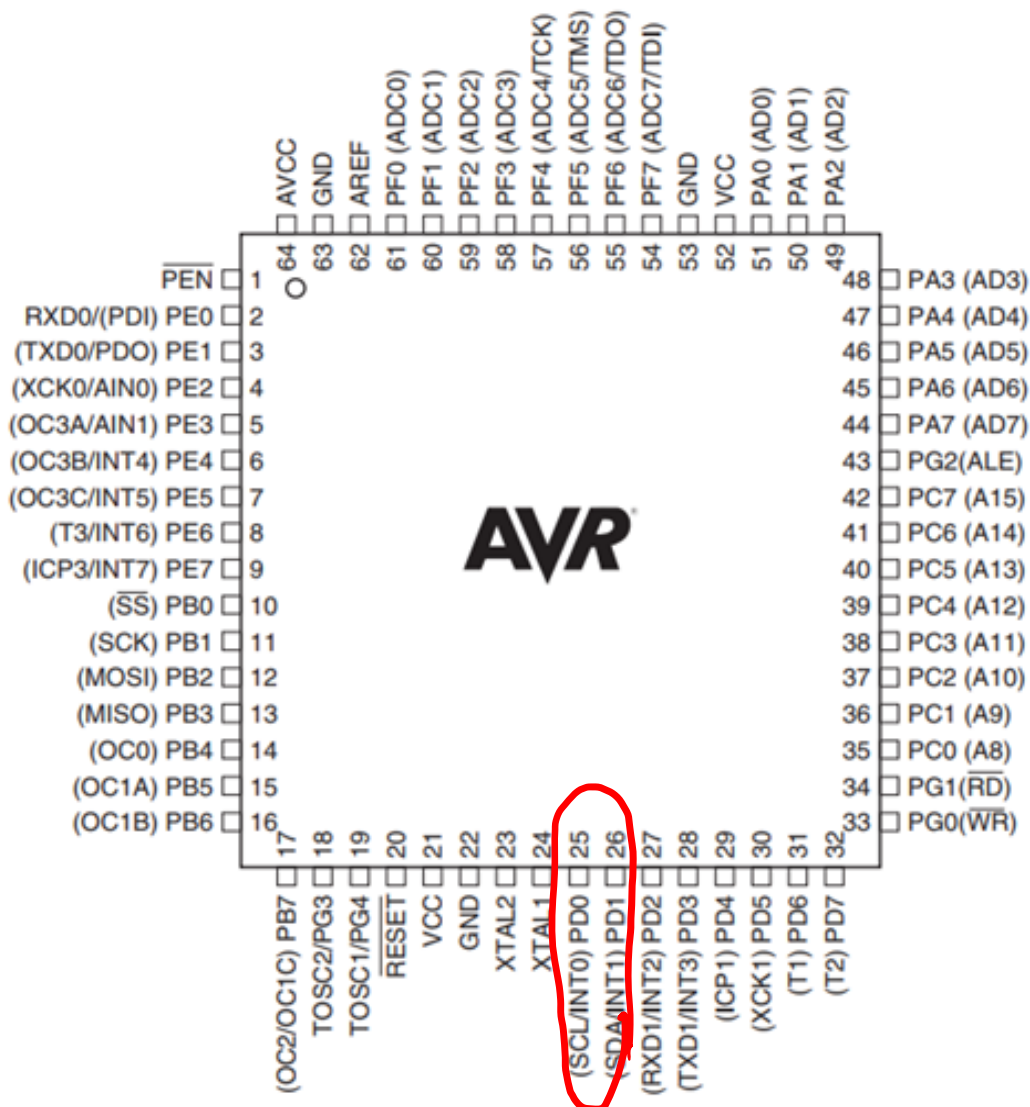 AVCC
GND
AREF
PF0 (ADC0)
PF1 (ADC1)
PF2 (ADC2)
PF3 (ADC3)
PF4 (ADC4/TCK)
PF5 (ADC5/TMS)
PF6 (ADC6/TDO)
PF7 (ADC7/TDI)
GND
VCC
PA0 (AD0)
PA1 (AD1)
PA2 (AD2)
64
63
62
61
60
59
58
57
56
55
54
53
52
51
50
49
PEN 1
RXD0/(PDI) PE0 2
(TXD0/PDO) PE1 3
(XCK0/AIN0) PE2 4
(OC3A/AIN1) PE3 5
(OC3B/INT4) PE4 6
(OC3C/INT5) PE5 7
(T3/INT6) PE6 8
(ICP3/INT7) PE7 9
(SS) PB0 10
(SCK) PB1 11
(MOSI) PB2 12
(MISO) PB3 13
(OC0) PB4 14
(OC1A) PB5 15
(OC1B) PB6 16
AVR
48 PA3 (AD3)
47 PA4 (AD4)
46 PA5 (AD5)
45 PA6 (AD6)
44 PA7 (AD7)
43 PG2(ALE)
42 PC7 (A15)
41 PC6 (A14)
40 PC5 (A13)
39 PC4 (A12)
38 PC3 (A11)
37 PC2 (A10)
36 PC1 (A9)
35 PC0 (A8)
34 PG1(RD)
33 PG0(WR)
17
18
19
20
21
22
23
24
25
26
27
28
29
30
31
32
(OC2/OC1C) PB7
TOSC2/PG3
TOSC1/PG4
RESET
VCC
GND
XTAL2
XTAL1
(SCL/INT0) PD0
(SDA/INT1) PD1
(RXD1/INT2) PD2
(TXD1/INT3) PD3
(ICP1) PD4
(XCK1) PD5
(T1) PD6
(T2) PD7